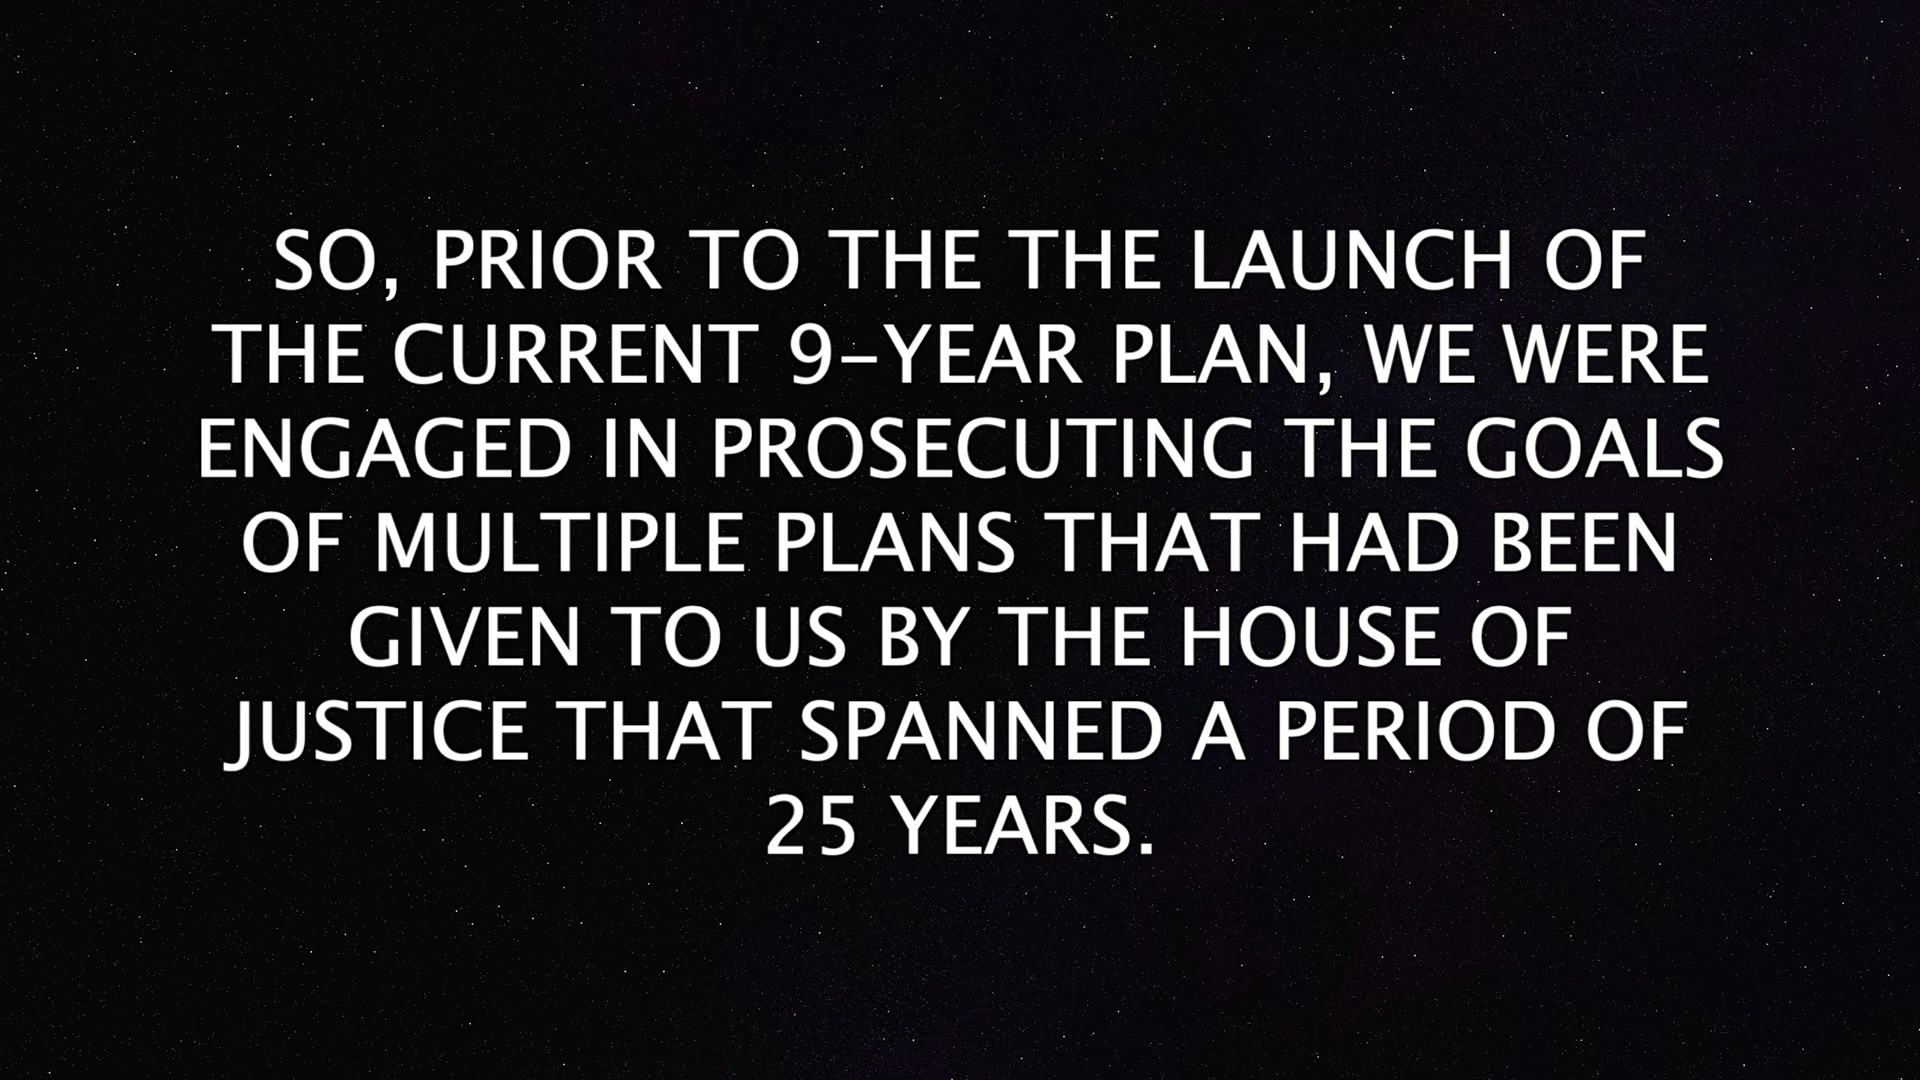 SO, PRIOR TO THE THE LAUNCH OF
THE CURRENT 9-YEAR PLAN, WE WERE
ENGAGED IN PROSECUTING THE GOALS
OF MULTIPLE PLANS THAT HAD BEEN
GIVEN TO US BY THE HOUSE OF
JUSTICE THAT SPANNED A PERIOD OF
25 YEARS.